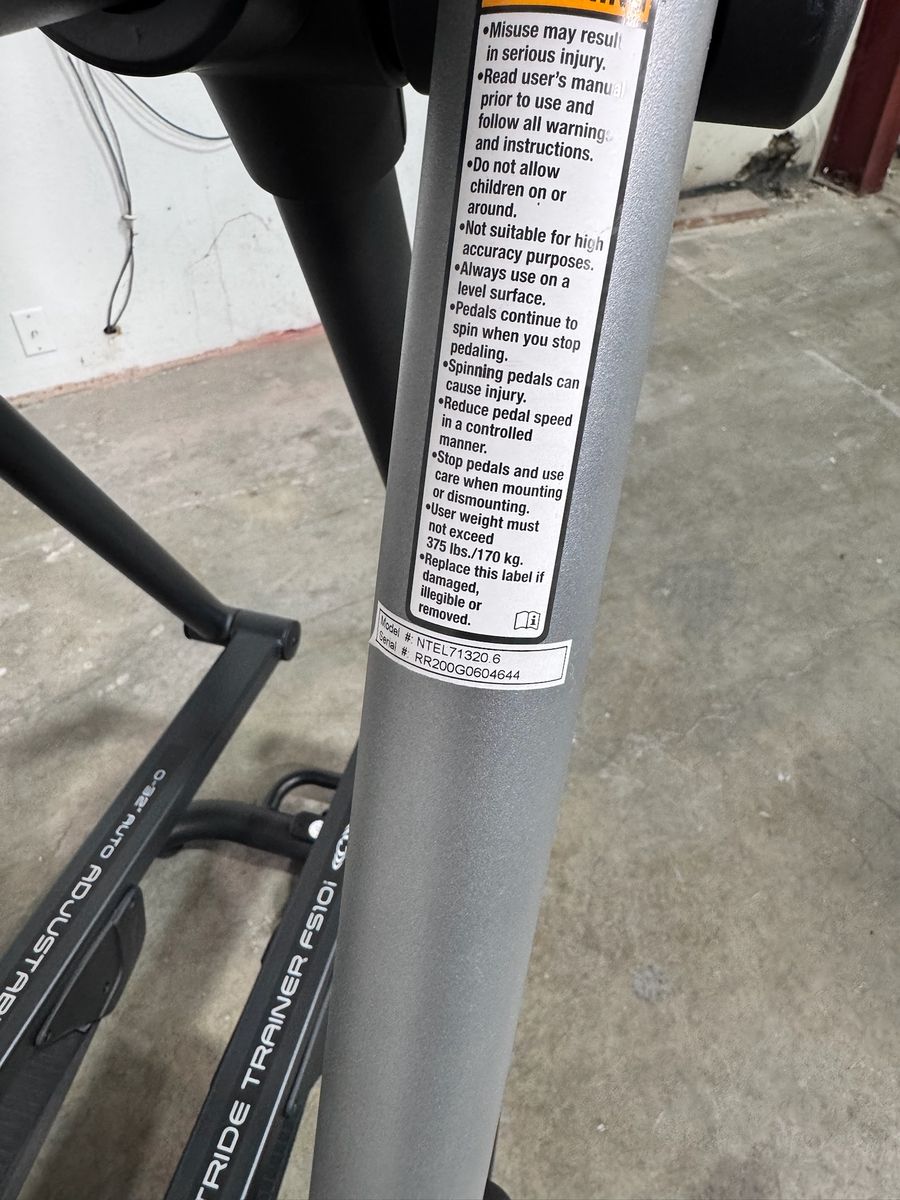 •Misuse may result
in serious injury.
•Read user's manual
prior to use and
follow all warnings
and instructions.
•Do not allow
children on or
around.
•Not suitable for high
accuracy purposes.
•Always use on a
level surface.
•Pedals continue to
spin when you stop
pedaling.
•Spinning pedals can
cause injury.
•Reduce pedal speed
in a controlled
manner.
•Stop pedals and use
care when mounting
or dismounting.
•User weight must
not exceed
375 lbs./170 kg.
•Replace this label if
damaged,
illegible or
removed.
Model #: NTEL71320.6
Serial #: RR200G0604644
0-32" AUTO ADJUSTAB
TRIDE TRAINER FS10i